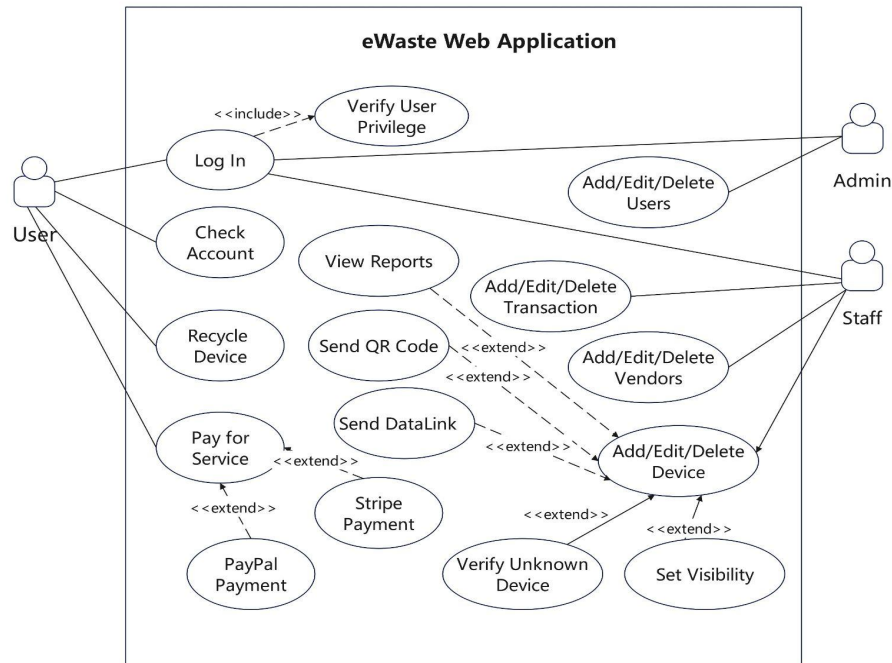 eWaste Web Application
<<include>>
Verify User
Privilege
Log In
Admin
Add/Edit/Delete
Users
User
Check
Account
View Reports
Add/Edit/Delete
Transaction
Staff
Recycle
Device
Send QR Code
<<extend>>
<<extend>>
Add/Edit/Delete
Vendors
Send DataLink
Pay for
Service
<<extend>>
<<extend>>
Add/Edit/Delete
Device
Stripe
Payment
<<extend>>
<<extend>>
<<extend>>
PayPal
Payment
Verify Unknown
Device
Set Visibility